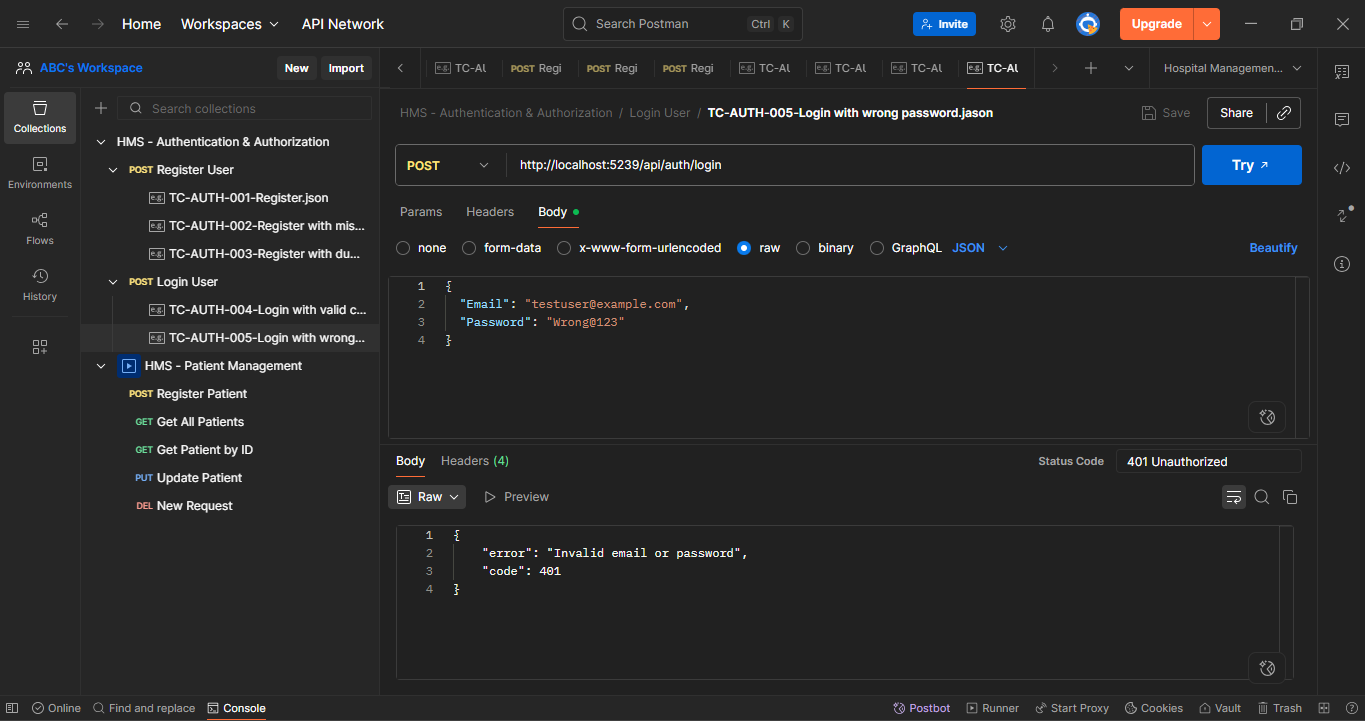 Home Workspaces API Network Search Postman Ctrl K Invite Upgrade
ABC's Workspace New Import
TC-AU POST Regi POST Regi POST Regi TC-AU TC-AU TC-AU TC-AU Hospital Managemen...
Collections
Environments
Flows
History
Search collections
HMS - Authentication & Authorization
POST Register User
e.g. TC-AUTH-001-Register.json
e.g. TC-AUTH-002-Register with mis...
e.g. TC-AUTH-003-Register with du...
POST Login User
e.g. TC-AUTH-004-Login with valid c...
e.g. TC-AUTH-005-Login with wrong...
HMS - Patient Management
POST Register Patient
GET Get All Patients
GET Get Patient by ID
PUT Update Patient
DEL New Request
HMS - Authentication & Authorization / Login User / TC-AUTH-005-Login with wrong password.jason Save Share
POST http://localhost:5239/api/auth/login Try
Params Headers Body
none form-data x-www-form-urlencoded raw binary GraphQL JSON Beautify
1 {
2 "Email": "testuser@example.com",
3 "Password": "Wrong@123"
4 }
Body Headers (4) Status Code 401 Unauthorized
Raw Preview
1 {
2 "error": "Invalid email or password",
3 "code": 401
4 }
Online Find and replace Console Postbot Runner Start Proxy Cookies Vault Trash